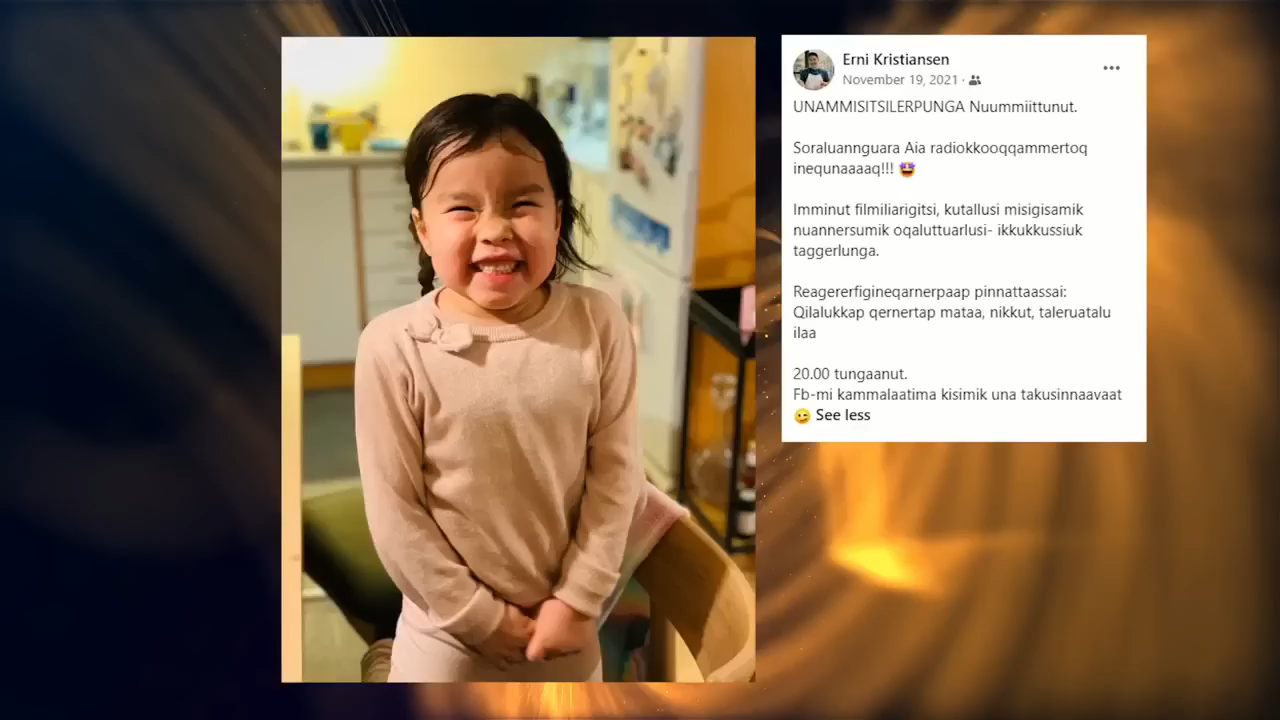 Erni Kristiansen
November 19, 2021 ·
UNAMMISITSILERPUNGA Nuummiittunut.
Soraluannguara Aia radiokkooqqammertoq
inequnaaaaq!!! 🤩
Imminut filmiliarigitsi, kutallusi misigisamik
nuannersumik oqaluttuarlusi- ikkukkussiuk
taggerlunga.
Reagererfigineqarnerpaap pinnattaassai:
Qilalukkap qernertap mataa, nikkut, taleruatalu
ilaa
20.00 tungaanut.
Fb-mi kammalaatima kisimik una takusinnaavaat
😉 See less